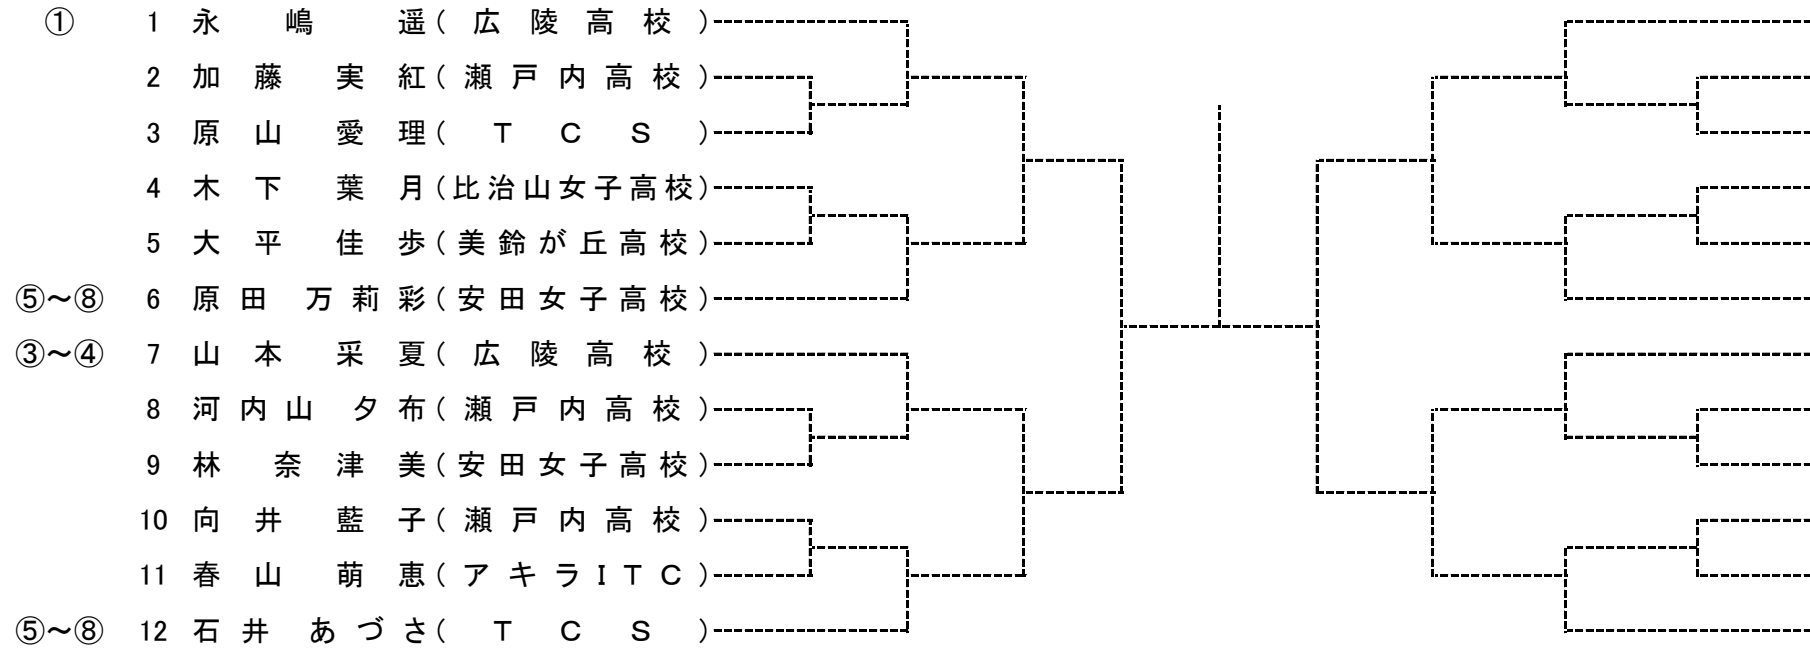 ① 1 永嶋 遥(広陵高校)
2 加藤 実紅(瀬戸内高校)
3 原山 愛理(TCS)
4 木下 葉月(比治山女子高校)
5 大平 佳歩(美鈴が丘高校)
⑤～⑧ 6 原田 万莉彩(安田女子高校)
③～④ 7 山本 采夏(広陵高校)
8 河内山 夕布(瀬戸内高校)
9 林 奈津美(安田女子高校)
10 向井 藍子(瀬戸内高校)
11 春山 萌恵(アキラITC)
⑤～⑧ 12 石井 あづさ(TCS)